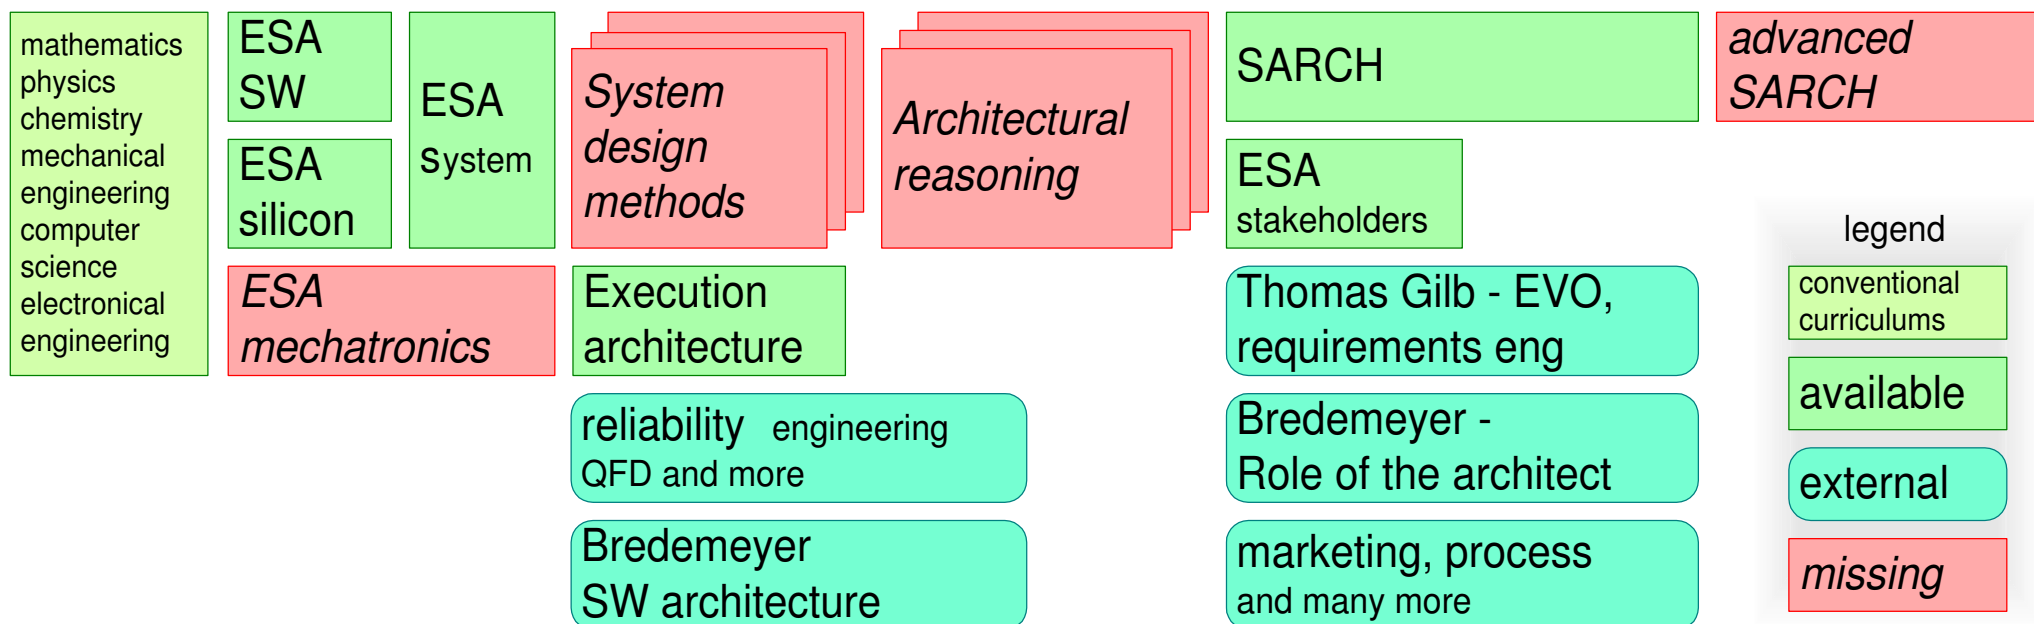 mathematics
physics
chemistry
mechanical
engineering
computer
science
electronical
engineering
ESA
SW
ESA
silicon
ESA
system
ESA
mechatronics
System
design
methods
Architectural
reasoning
Execution
architecture
reliability engineering
QFD and more
Bredemeyer
SW architecture
SARCH
ESA
stakeholders
Thomas Gilb - EVO,
requirements eng
Bredemeyer -
Role of the architect
marketing, process
and many more
advanced
SARCH
legend
conventional
curriculums
available
external
missing